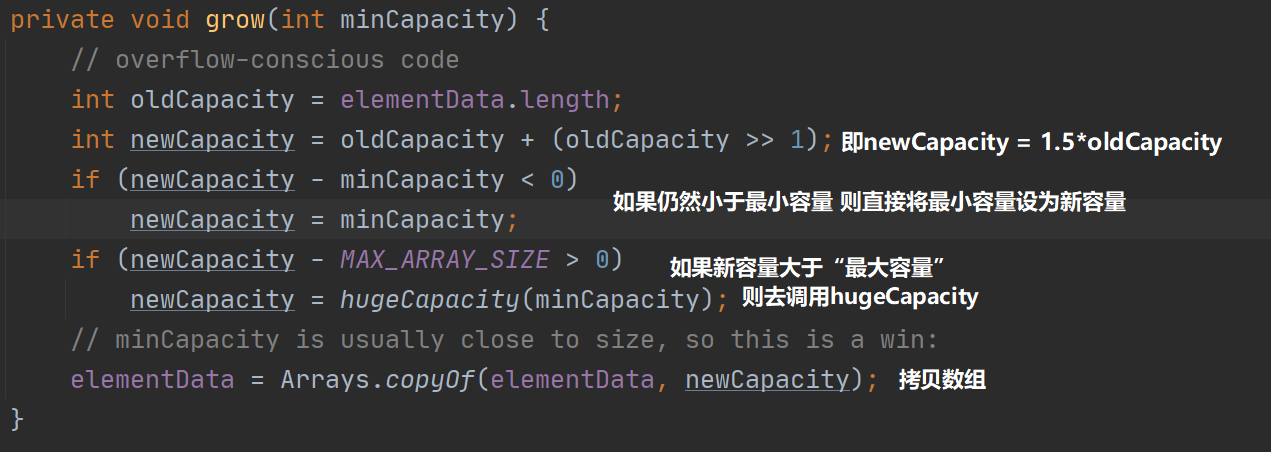 private void grow(int minCapacity) {
// overflow-conscious code
int oldCapacity = elementData.length;
int newCapacity = oldCapacity + (oldCapacity >> 1); 即newCapacity = 1.5*oldCapacity
if (newCapacity - minCapacity < 0)
如果仍然小于最小容量 则直接将最小容量设为新容量
newCapacity = minCapacity;
if (newCapacity - MAX_ARRAY_SIZE > 0) 如果新容量大于“最大容量”
newCapacity = hugeCapacity(minCapacity); 则去调用hugeCapacity
// minCapacity is usually close to size, so this is a win:
elementData = Arrays.copyOf(elementData, newCapacity); 拷贝数组
}